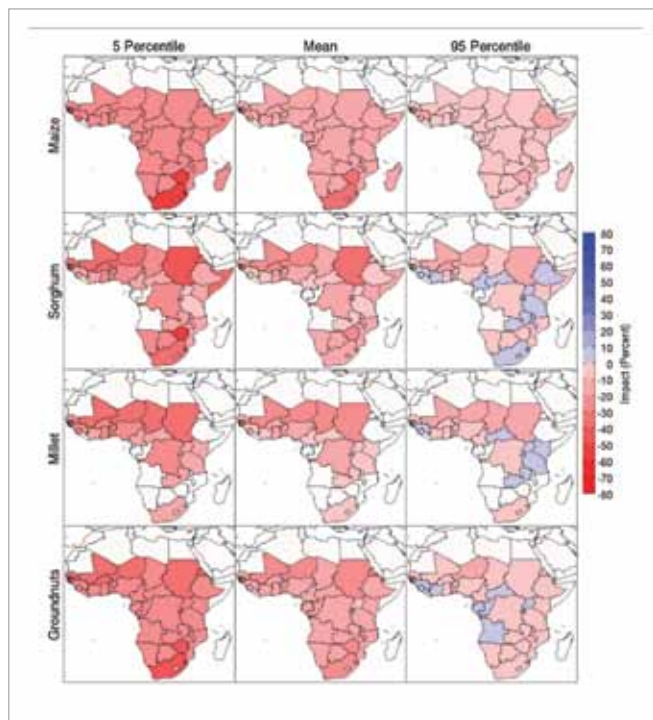 5 Percentile
Mean
95 Percentile
Maize
Sorghum
Millet
Groundnuts
80
70
60
50
40
30
20
10
0
-10
-20
-30
-40
-50
-60
-70
-80
Impact (Percent)